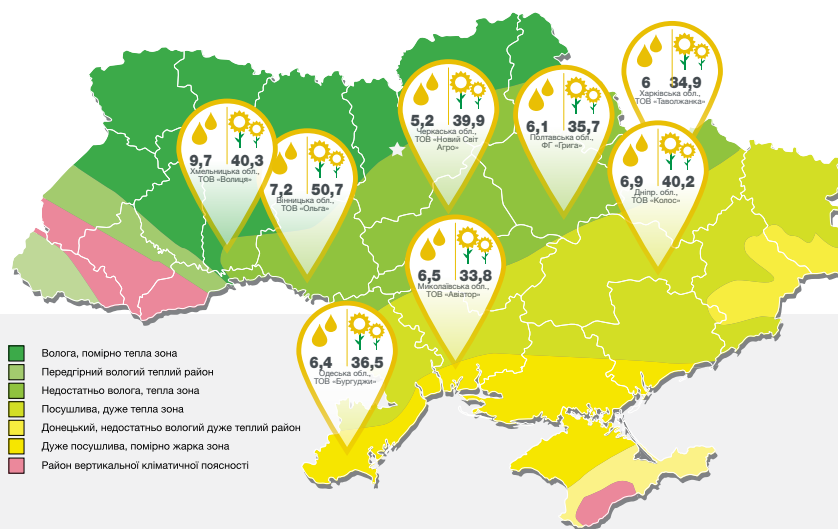 6 34,9
Харківська обл.,
ТОВ «Таволжанка»
5,2 39,9
Черкаська обл.,
ТОВ «Новий Світ
Агро»
6,1 35,7
Полтавська обл.,
ФГ «Грига»
9,7 40,3
Хмельницька обл.,
ТОВ «Волиця»
7,2 50,7
Вінницька обл.,
ТОВ «Ольга»
6,9 40,2
Дніпр. обл.,
ТОВ «Колос»
6,5 33,8
Миколаївська обл.,
ТОВ «Авіатор»
6,4 36,5
Одеська обл.,
ТОВ «Бургуджи»
Волога, помірно тепла зона
Передгірний вологий теплий район
Недостатньо волога, тепла зона
Посушлива, дуже тепла зона
Донецький, недостатньо вологий дуже теплий район
Дуже посушлива, помірно жарка зона
Район вертикальної кліматичної поясності